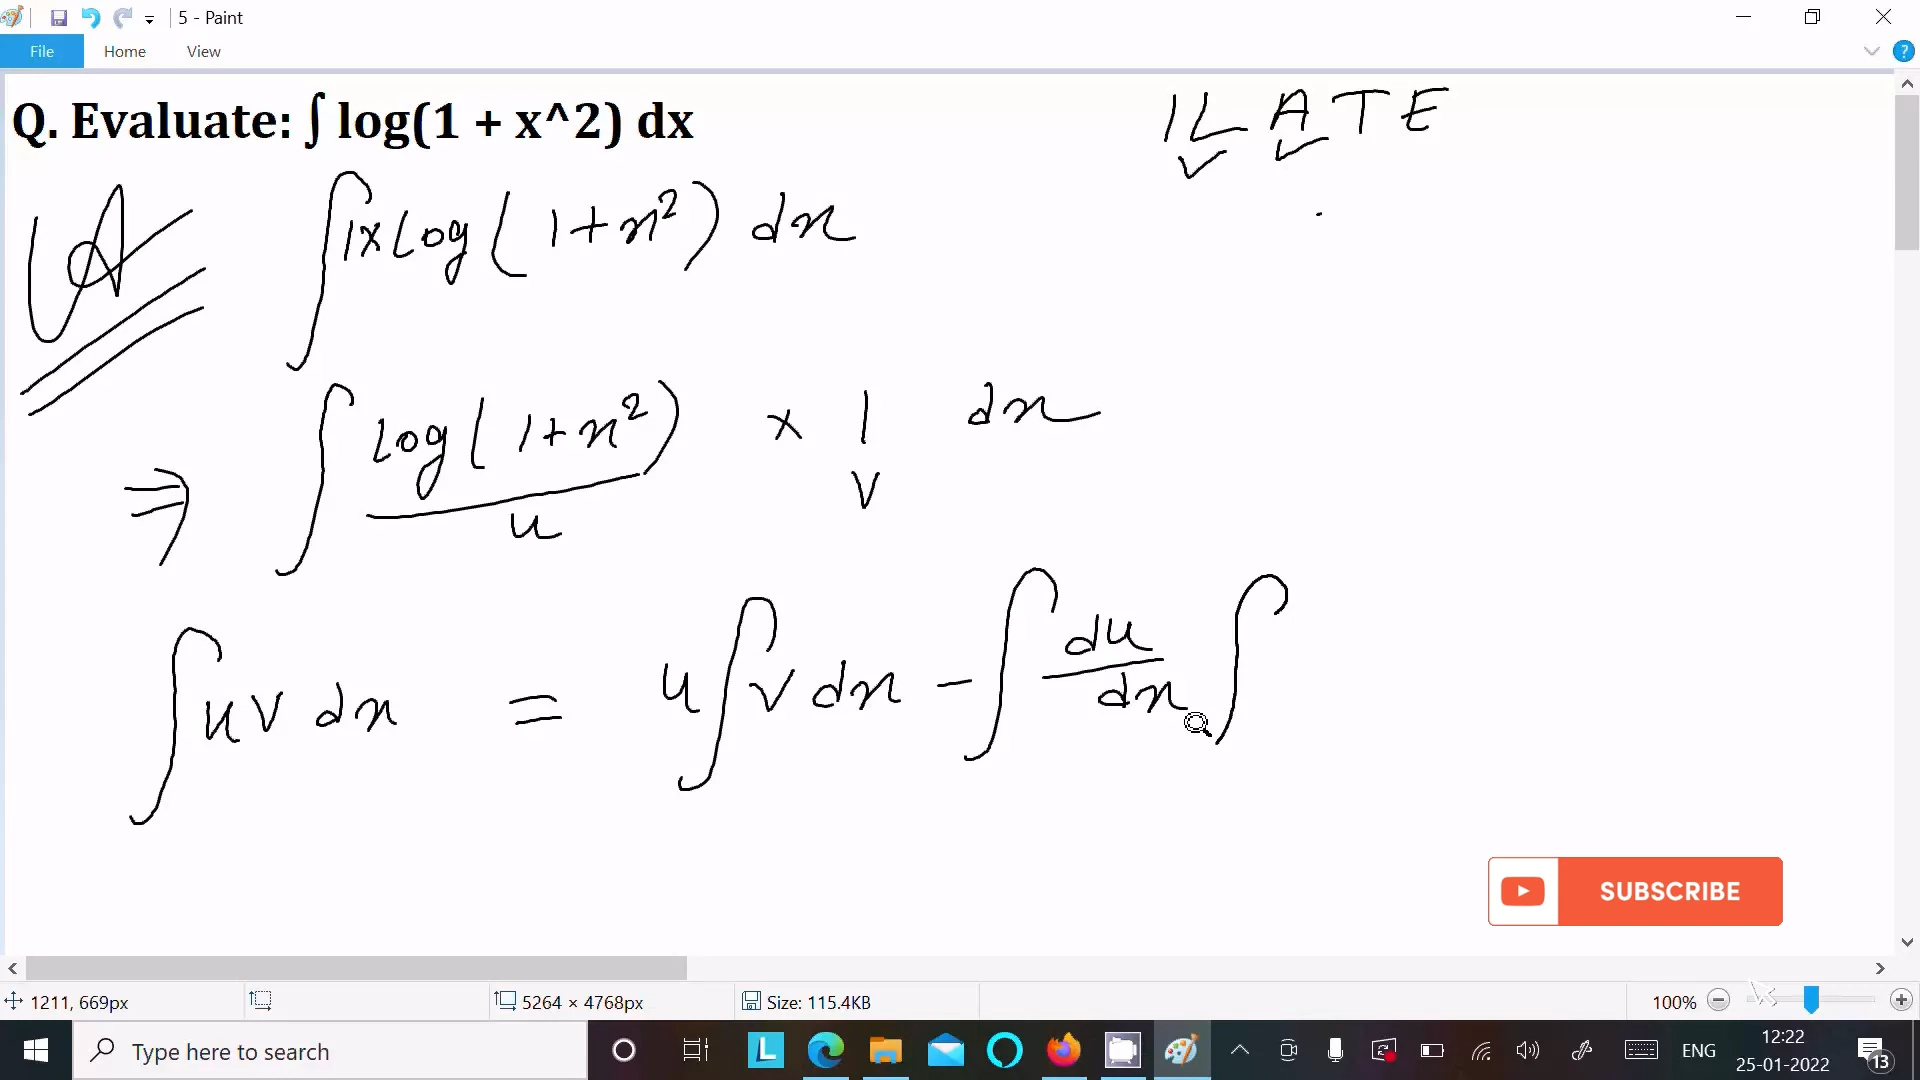 5 - Paint
File Home View
Q. Evaluate: ∫ log(1 + x^2) dx
ILATE
∫ 1 × log(1+x²) dx
⇒ ∫ log(1+x²) × 1 dx
u v
∫ uv dx = u ∫ v dx - ∫ du/dx ∫
SUBSCRIBE
1211, 669px 5264 × 4768px Size: 115.4KB 100%
Type here to search
L
ENG
12:22
25-01-2022
13